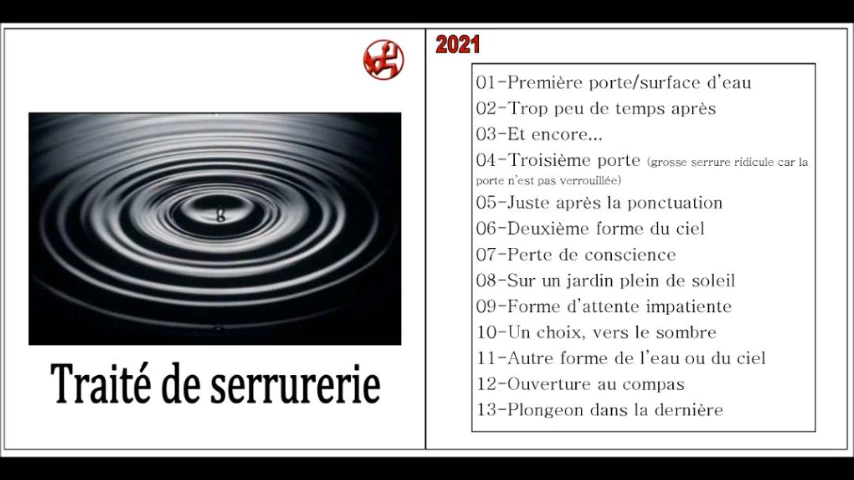 Traité de serrurerie
2021
01-Première porte/surface d'eau
02-Trop peu de temps après
03-Et encore...
04-Troisième porte (grosse serrure ridicule car la
porte n'est pas verrouillée)
05-Juste après la ponctuation
06-Deuxième forme du ciel
07-Perte de conscience
08-Sur un jardin plein de soleil
09-Forme d'attente impatiente
10-Un choix, vers le sombre
11-Autre forme de l'eau ou du ciel
12-Ouverture au compas
13-Plongeon dans la dernière